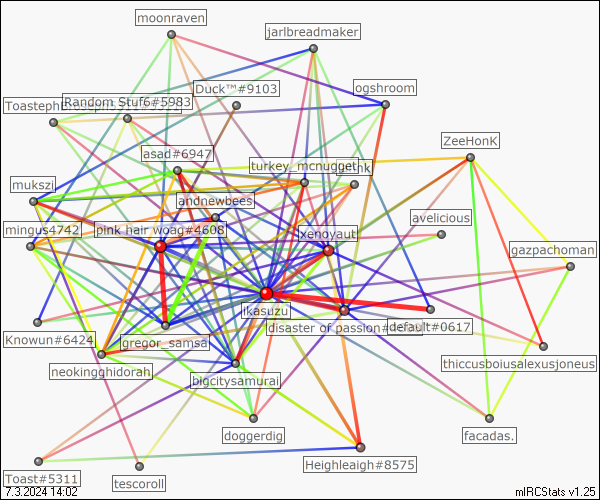 moonraven
jarlbreadmaker
Duck™#9103
ogshroom
Random Stuf6#5983
ZeeHonK
asad#6947
turkey_mcnugget
mukszi
andnewbees
avelicious
mingus4742
pink hair woag#4608
xenoyaut
gazpachoman
ikasuzu
Knowun#6424
gregor_samsa
disaster of passion
default#0617
neokingghidorah
bigcitysamurai
thiccusboiusalexusjoneus
doggerdig
facadas.
Heighleaigh#8575
Toast#5311
tescoroll
7.3.2024 14:02
mIRCStats v1.25